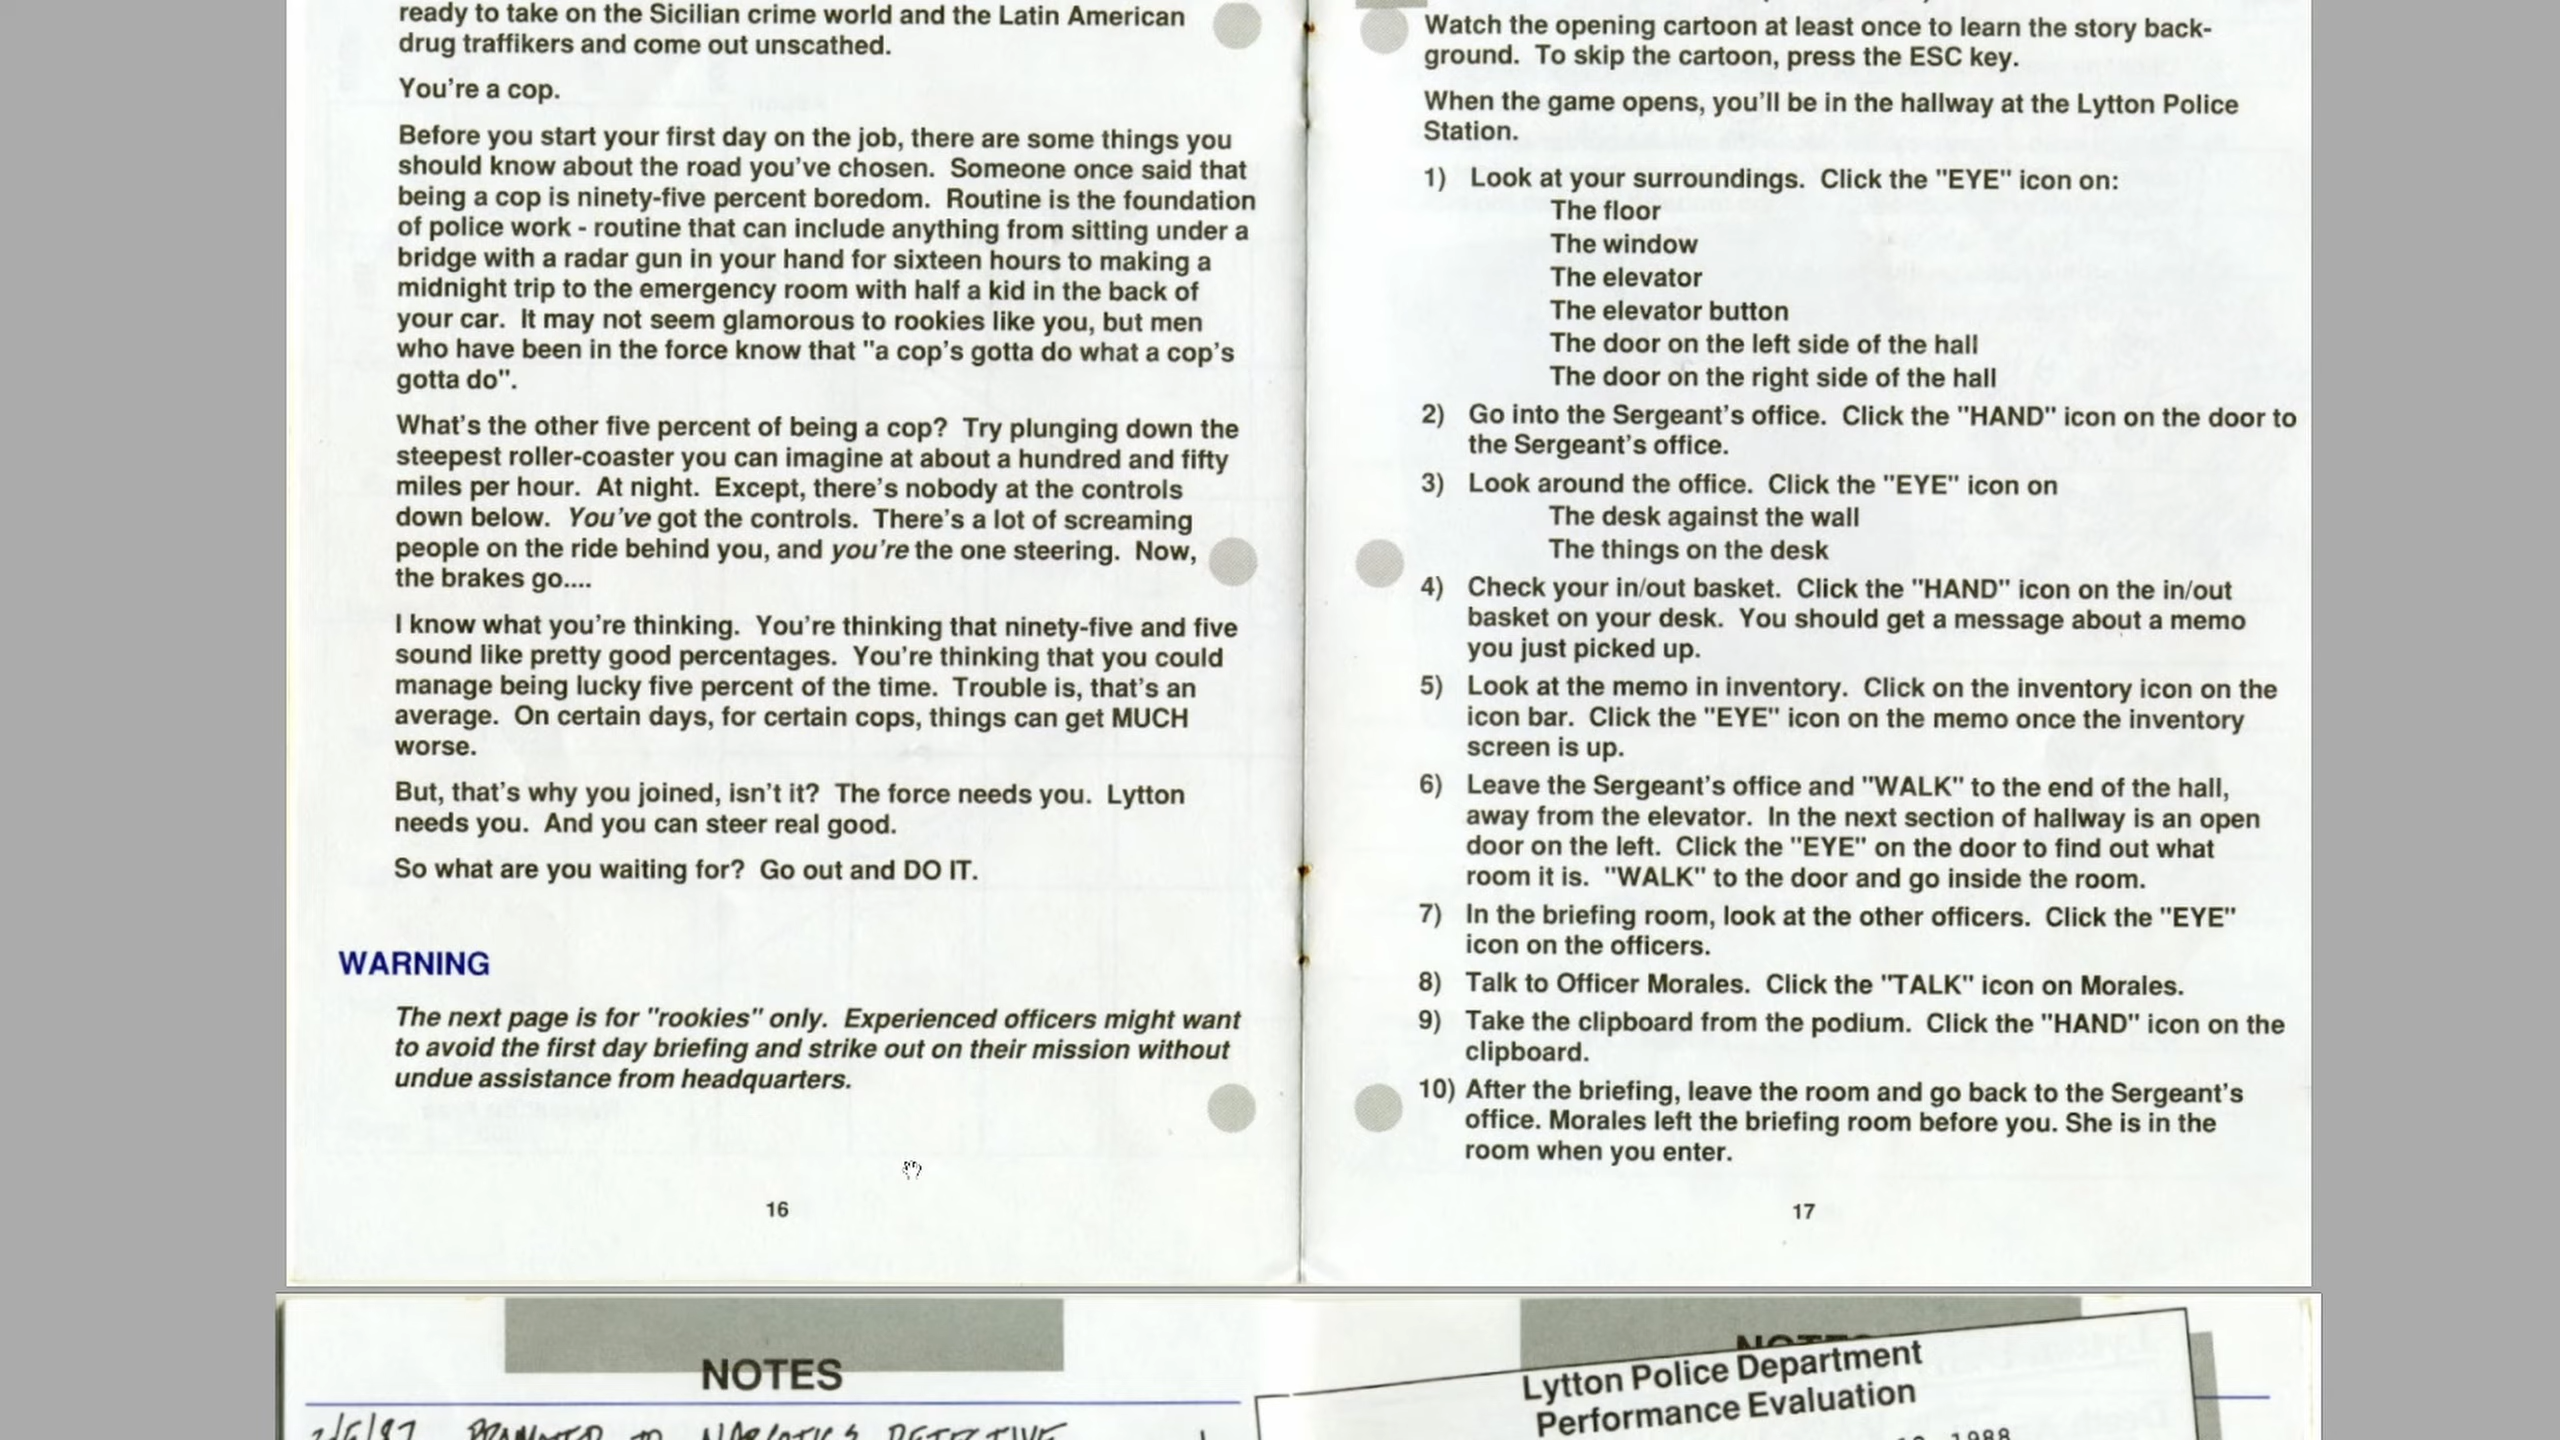 ready to take on the Sicilian crime world and the Latin American
drug traffikers and come out unscathed.
You're a cop.
Before you start your first day on the job, there are some things you
should know about the road you've chosen.  Someone once said that
being a cop is ninety-five percent boredom.  Routine is the foundation
of police work - routine that can include anything from sitting under a
bridge with a radar gun in your hand for sixteen hours to making a
midnight trip to the emergency room with half a kid in the back of
your car.  It may not seem glamorous to rookies like you, but men
who have been in the force know that "a cop's gotta do what a cop's
gotta do".
What's the other five percent of being a cop?  Try plunging down the
steepest roller-coaster you can imagine at about a hundred and fifty
miles per hour.  At night.  Except, there's nobody at the controls
down below.  You've got the controls.  There's a lot of screaming
people on the ride behind you, and you're the one steering.  Now,
the brakes go....
I know what you're thinking.  You're thinking that ninety-five and five
sound like pretty good percentages.  You're thinking that you could
manage being lucky five percent of the time.  Trouble is, that's an
average.  On certain days, for certain cops, things can get MUCH
worse.
But, that's why you joined, isn't it?  The force needs you.  Lytton
needs you.  And you can steer real good.
So what are you waiting for?  Go out and DO IT.
WARNING
The next page is for "rookies" only.  Experienced officers might want
to avoid the first day briefing and strike out on their mission without
undue assistance from headquarters.
16
Watch the opening cartoon at least once to learn the story back-
ground.  To skip the cartoon, press the ESC key.
When the game opens, you'll be in the hallway at the Lytton Police
Station.
1) Look at your surroundings.  Click the "EYE" icon on:
The floor
The window
The elevator
The elevator button
The door on the left side of the hall
The door on the right side of the hall
2) Go into the Sergeant's office.  Click the "HAND" icon on the door to
the Sergeant's office.
3) Look around the office.  Click the "EYE" icon on
The desk against the wall
The things on the desk
4) Check your in/out basket.  Click the "HAND" icon on the in/out
basket on your desk.  You should get a message about a memo
you just picked up.
5) Look at the memo in inventory.  Click on the inventory icon on the
icon bar.  Click the "EYE" icon on the memo once the inventory
screen is up.
6) Leave the Sergeant's office and "WALK" to the end of the hall,
away from the elevator.  In the next section of hallway is an open
door on the left.  Click the "EYE" on the door to find out what
room it is.  "WALK" to the door and go inside the room.
7) In the briefing room, look at the other officers.  Click the "EYE"
icon on the officers.
8) Talk to Officer Morales.  Click the "TALK" icon on Morales.
9) Take the clipboard from the podium.  Click the "HAND" icon on the
clipboard.
10) After the briefing, leave the room and go back to the Sergeant's
office. Morales left the briefing room before you. She is in the
room when you enter.
17
NOTES
PROMOTED TO NARCOTICS DETECTIVE
NOTES
Lytton Police Department
Performance Evaluation
1988